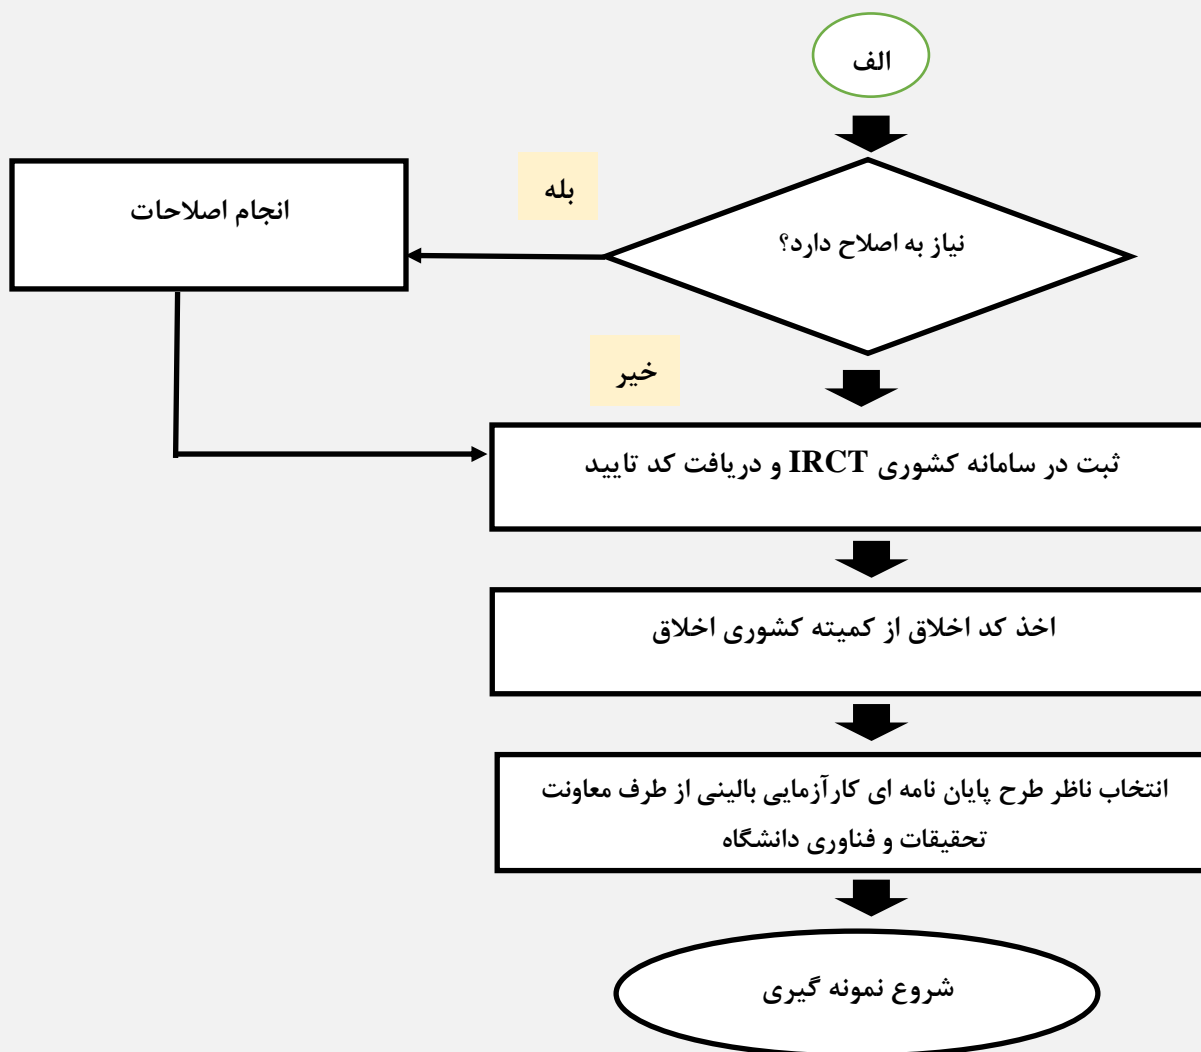 الف
نیاز به اصلاح دارد؟
بله
انجام اصلاحات
خیر
ثبت در سامانه کشوری IRCT و دریافت کد تایید
اخذ کد اخلاق از کمیته کشوری اخلاق
انتخاب ناظر طرح پایان نامه ای کارآزمایی بالینی از طرف معاونت
تحقیقات و فناوری دانشگاه
شروع نمونه گیری